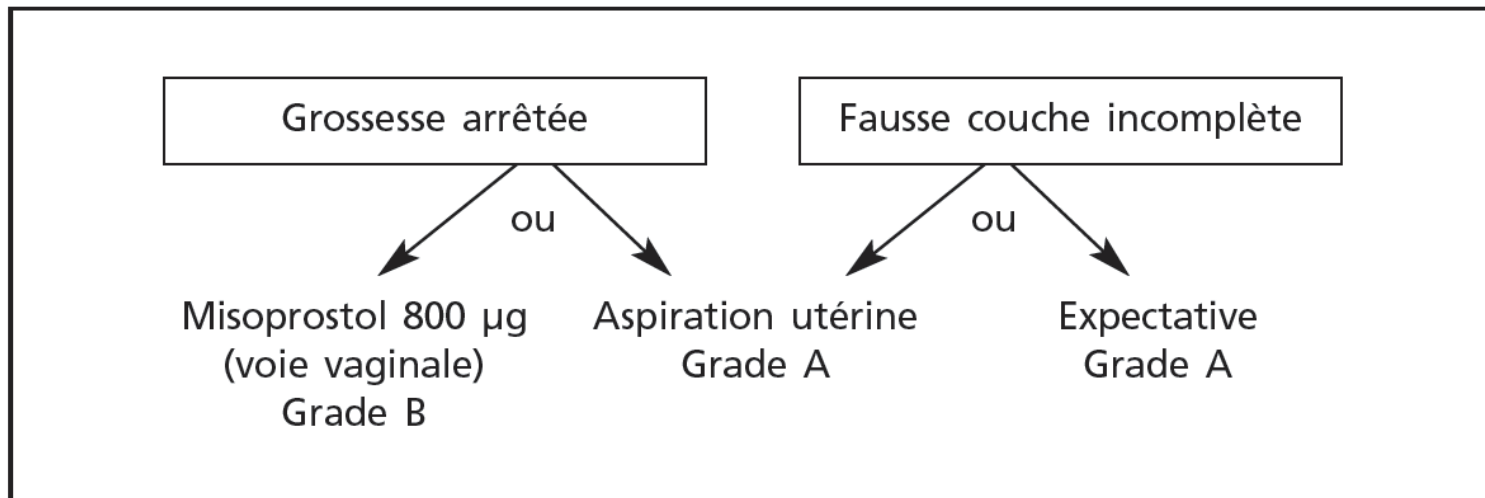 Grossesse arrêtée
Fausse couche incomplète
ou
ou
Misoprostol 800 µg
(voie vaginale)
Grade B
Aspiration utérine
Grade A
Expectative
Grade A